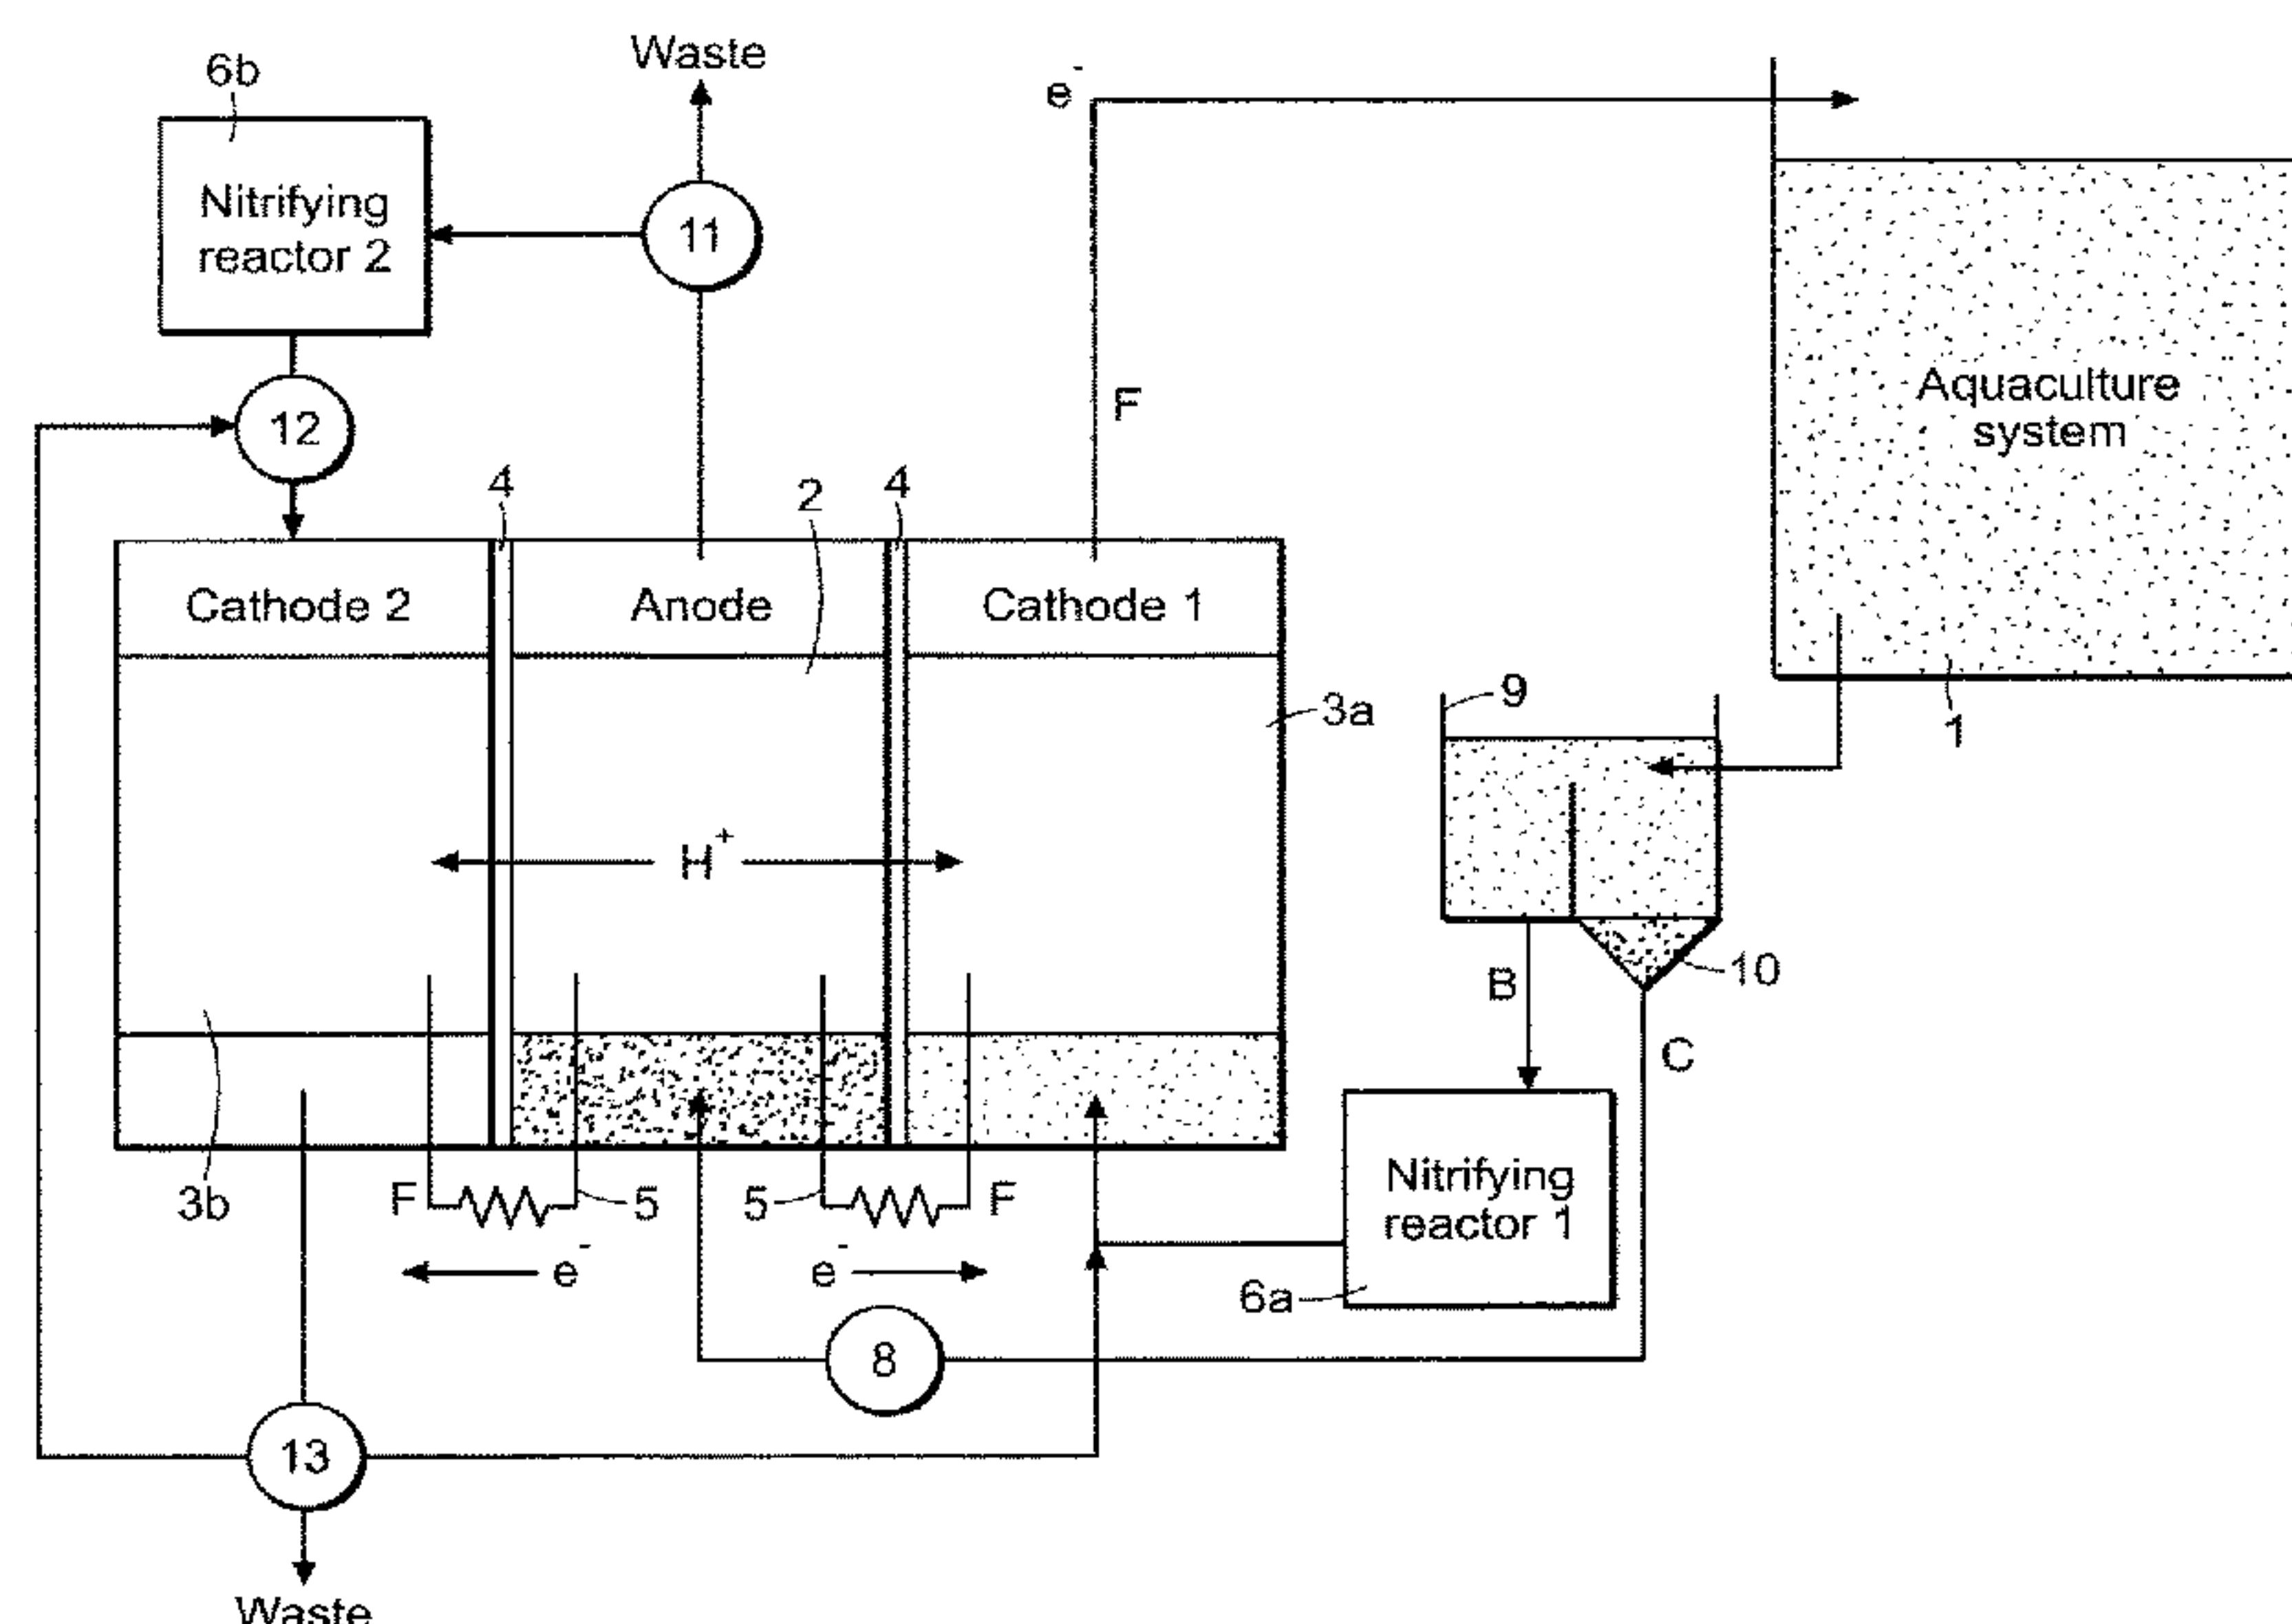 Waste
6b
e-
Nitrifying
reactor 2
11
Aquaculture
system
F
12
4
2
4
Cathode 2
Anode
Cathode 1
9
3a
1
H+
10
B
C
Nitrifying
reactor 1
3b
F
5
5
F
e-
e-
6a
8
13
Waste